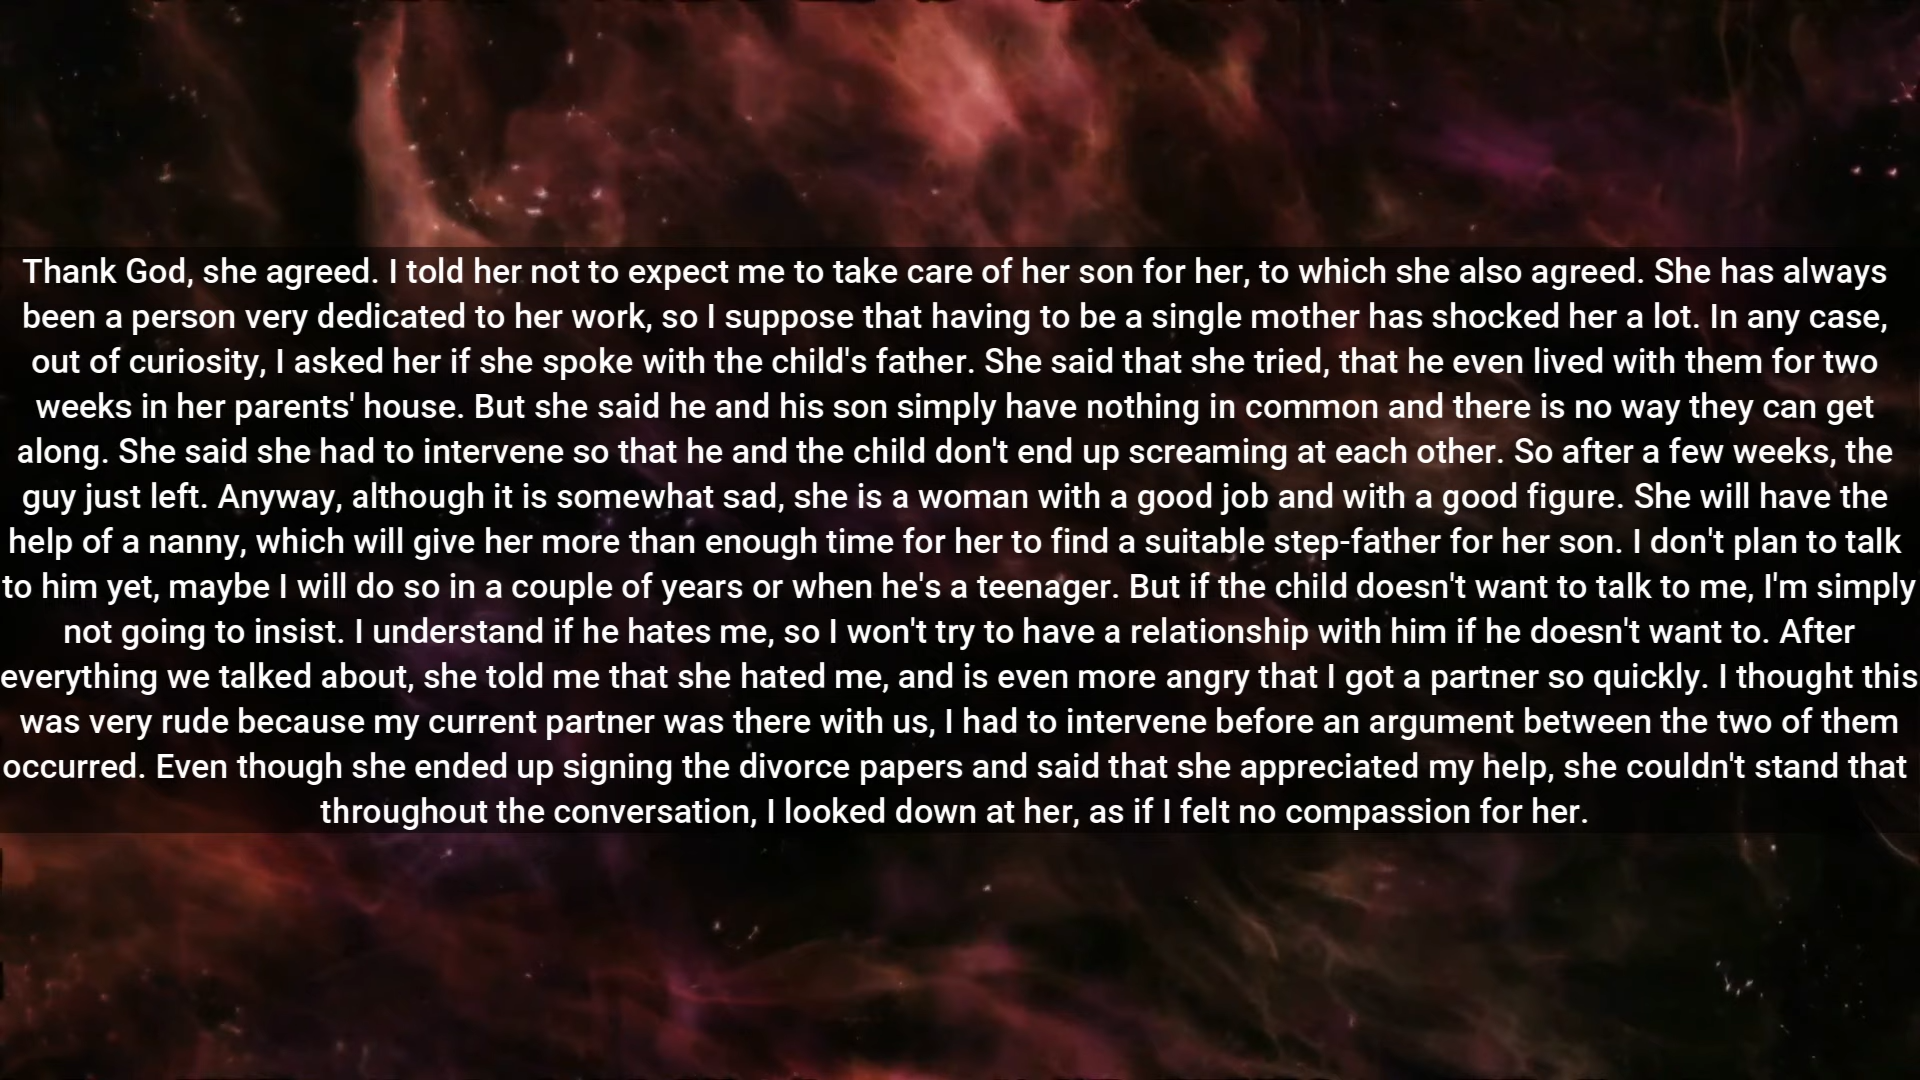 Thank God, she agreed. I told her not to expect me to take care of her son for her, to which she also agreed. She has always
been a person very dedicated to her work, so I suppose that having to be a single mother has shocked her a lot. In any case,
out of curiosity, I asked her if she spoke with the child's father. She said that she tried, that he even lived with them for two
weeks in her parents' house. But she said he and his son simply have nothing in common and there is no way they can get
along. She said she had to intervene so that he and the child don't end up screaming at each other. So after a few weeks, the
guy just left. Anyway, although it is somewhat sad, she is a woman with a good job and with a good figure. She will have the
help of a nanny, which will give her more than enough time for her to find a suitable step-father for her son. I don't plan to talk
to him yet, maybe I will do so in a couple of years or when he's a teenager. But if the child doesn't want to talk to me, I'm simply
not going to insist. I understand if he hates me, so I won't try to have a relationship with him if he doesn't want to. After
everything we talked about, she told me that she hated me, and is even more angry that I got a partner so quickly. I thought this
was very rude because my current partner was there with us, I had to intervene before an argument between the two of them
occurred. Even though she ended up signing the divorce papers and said that she appreciated my help, she couldn't stand that
throughout the conversation, I looked down at her, as if I felt no compassion for her.